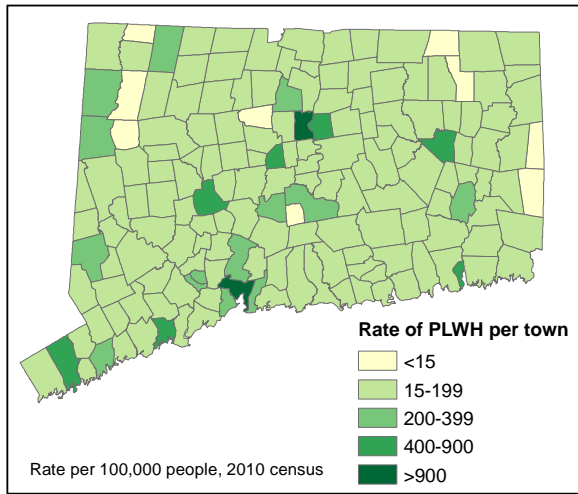 Rate of PLWH per town
<15
15-199
200-399
400-900
>900
Rate per 100,000 people, 2010 census